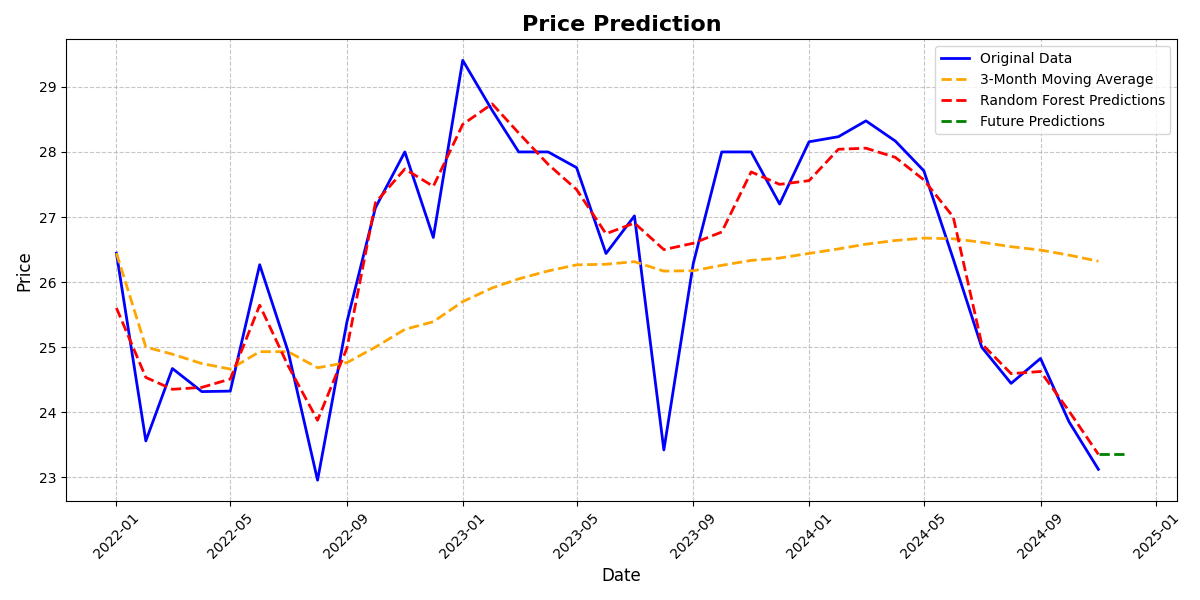 Price Prediction
Original Data
3-Month Moving Average
Random Forest Predictions
Future Predictions
Price
29
28
27
26
25
24
23
2022-01
2022-05
2022-09
2023-01
2023-05
2023-09
2024-01
2024-05
2024-09
2025-01
Date